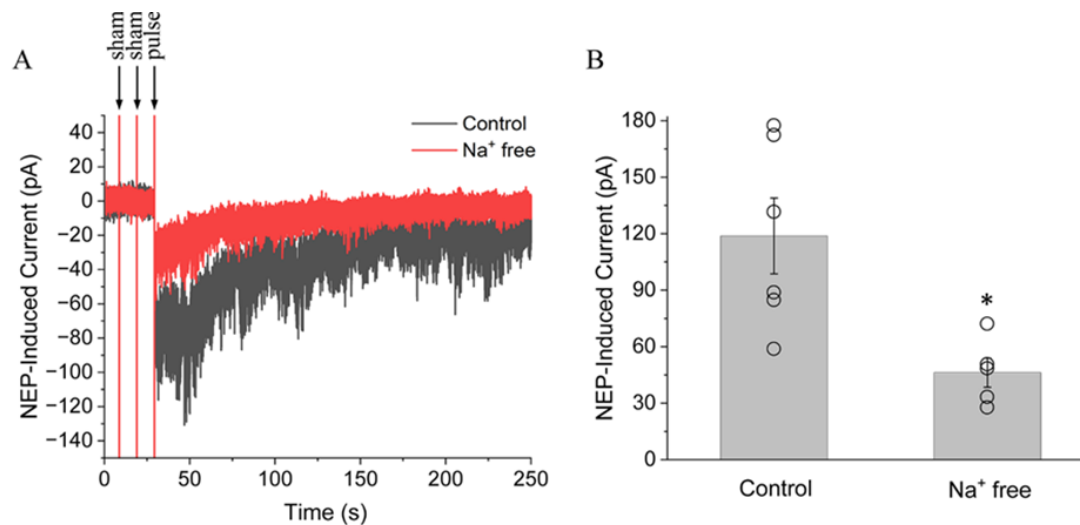 sham
sham
pulse
A
40
20
0
−20
−40
−60
−80
−100
−120
−140
NEP-Induced Current (pA)
Control
Na⁺ free
0
50
100
150
200
250
Time (s)
B
180
150
120
90
60
30
0
NEP-Induced Current (pA)
*
Control
Na⁺ free